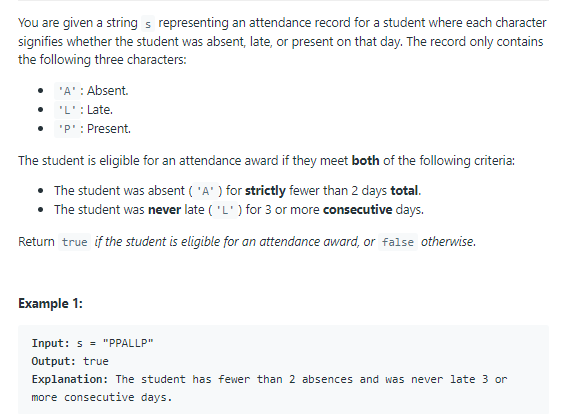 You are given a string s representing an attendance record for a student where each character
signifies whether the student was absent, late, or present on that day. The record only contains
the following three characters:
• 'A': Absent.
• 'L': Late.
• 'P': Present.
The student is eligible for an attendance award if they meet both of the following criteria:
• The student was absent ('A') for strictly fewer than 2 days total.
• The student was never late ('L') for 3 or more consecutive days.
Return true if the student is eligible for an attendance award, or false otherwise.
Example 1:
Input: s = "PPALLP"
Output: true
Explanation: The student has fewer than 2 absences and was never late 3 or
more consecutive days.